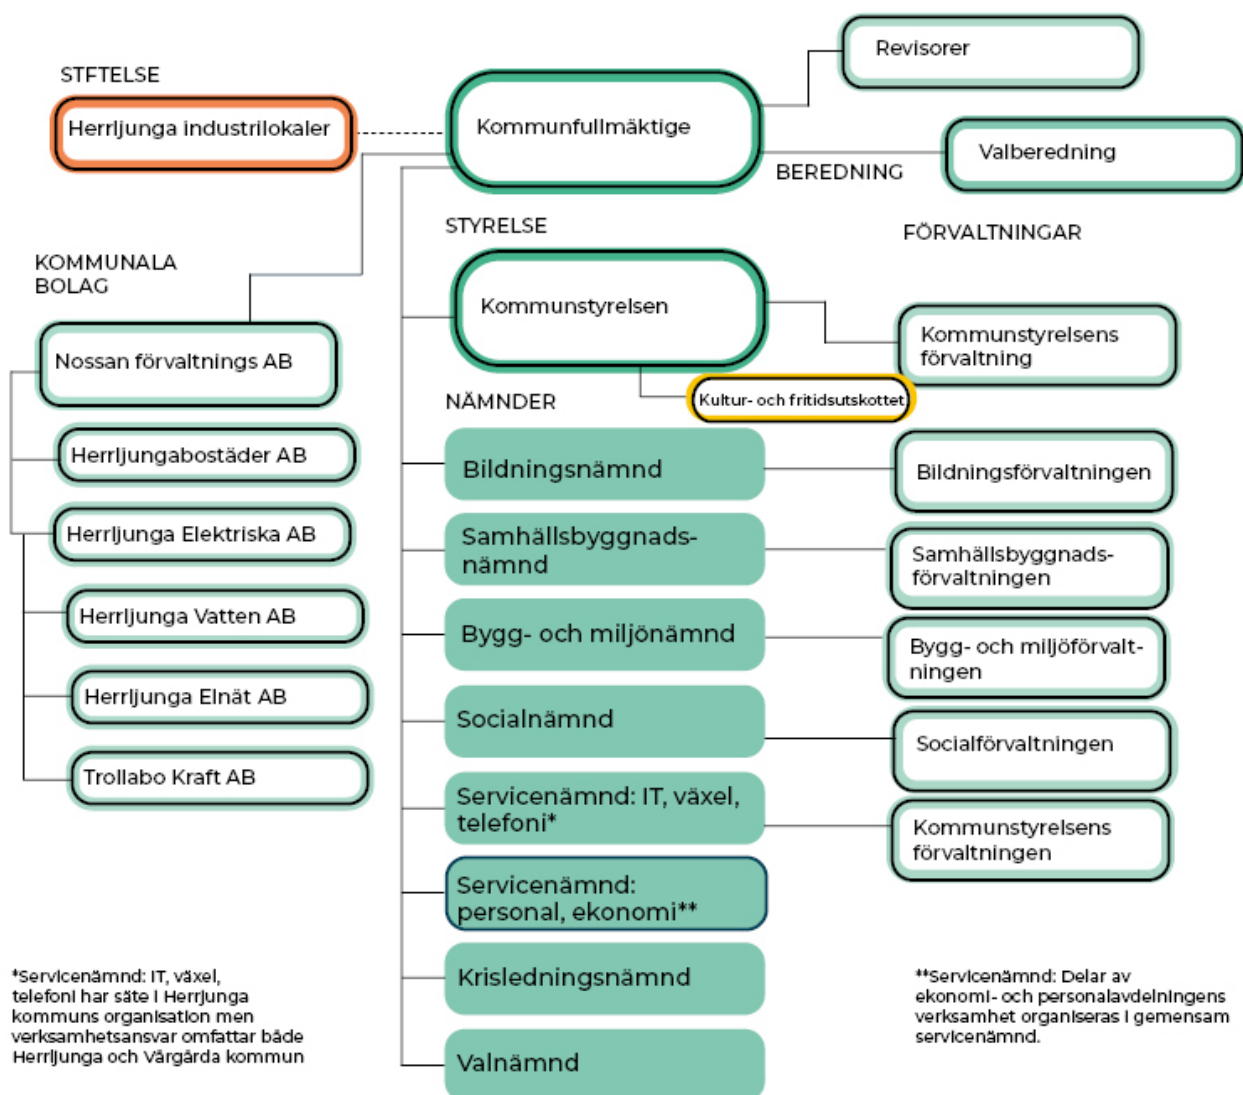 Revisorer
STFTELSE
Herrljunga industrilokaler
Kommunfullmäktige
Valberedning
BEREDNING
STYRELSE
FÖRVALTNINGAR
KOMMUNALA
BOLAG
Kommunstyrelsen
Kommunstyrelsens
förvaltning
Nossan förvaltnings AB
Kultur- och fritidsutskottet
NÄMNDER
Herrljungabostäder AB
Bildningsnämnd
Bildningsförvaltningen
Herrljunga Elektriska AB
Samhällsbyggnads-
nämnd
Samhällsbyggnads-
förvaltningen
Herrljunga Vatten AB
Bygg- och miljönämnd
Bygg- och miljöförvalt-
ningen
Herrljunga Elnät AB
Socialnämnd
Socialförvaltningen
Trollabo Kraft AB
Servicenämnd: IT, växel,
telefoni*
Kommunstyrelsens
förvaltningen
Servicenämnd:
personal, ekonomi**
Krisledningsnämnd
Valnämnd
*Servicenämnd: IT, växel,
telefoni har säte i Herrjunga
kommuns organisation men
verksamhetsansvar omfattar både
Herrljunga och Vårgårda kommun
**Servicenämnd: Delar av
ekonomi- och personalavdelningens
verksamhet organiseras i gemensam
servicenämnd.